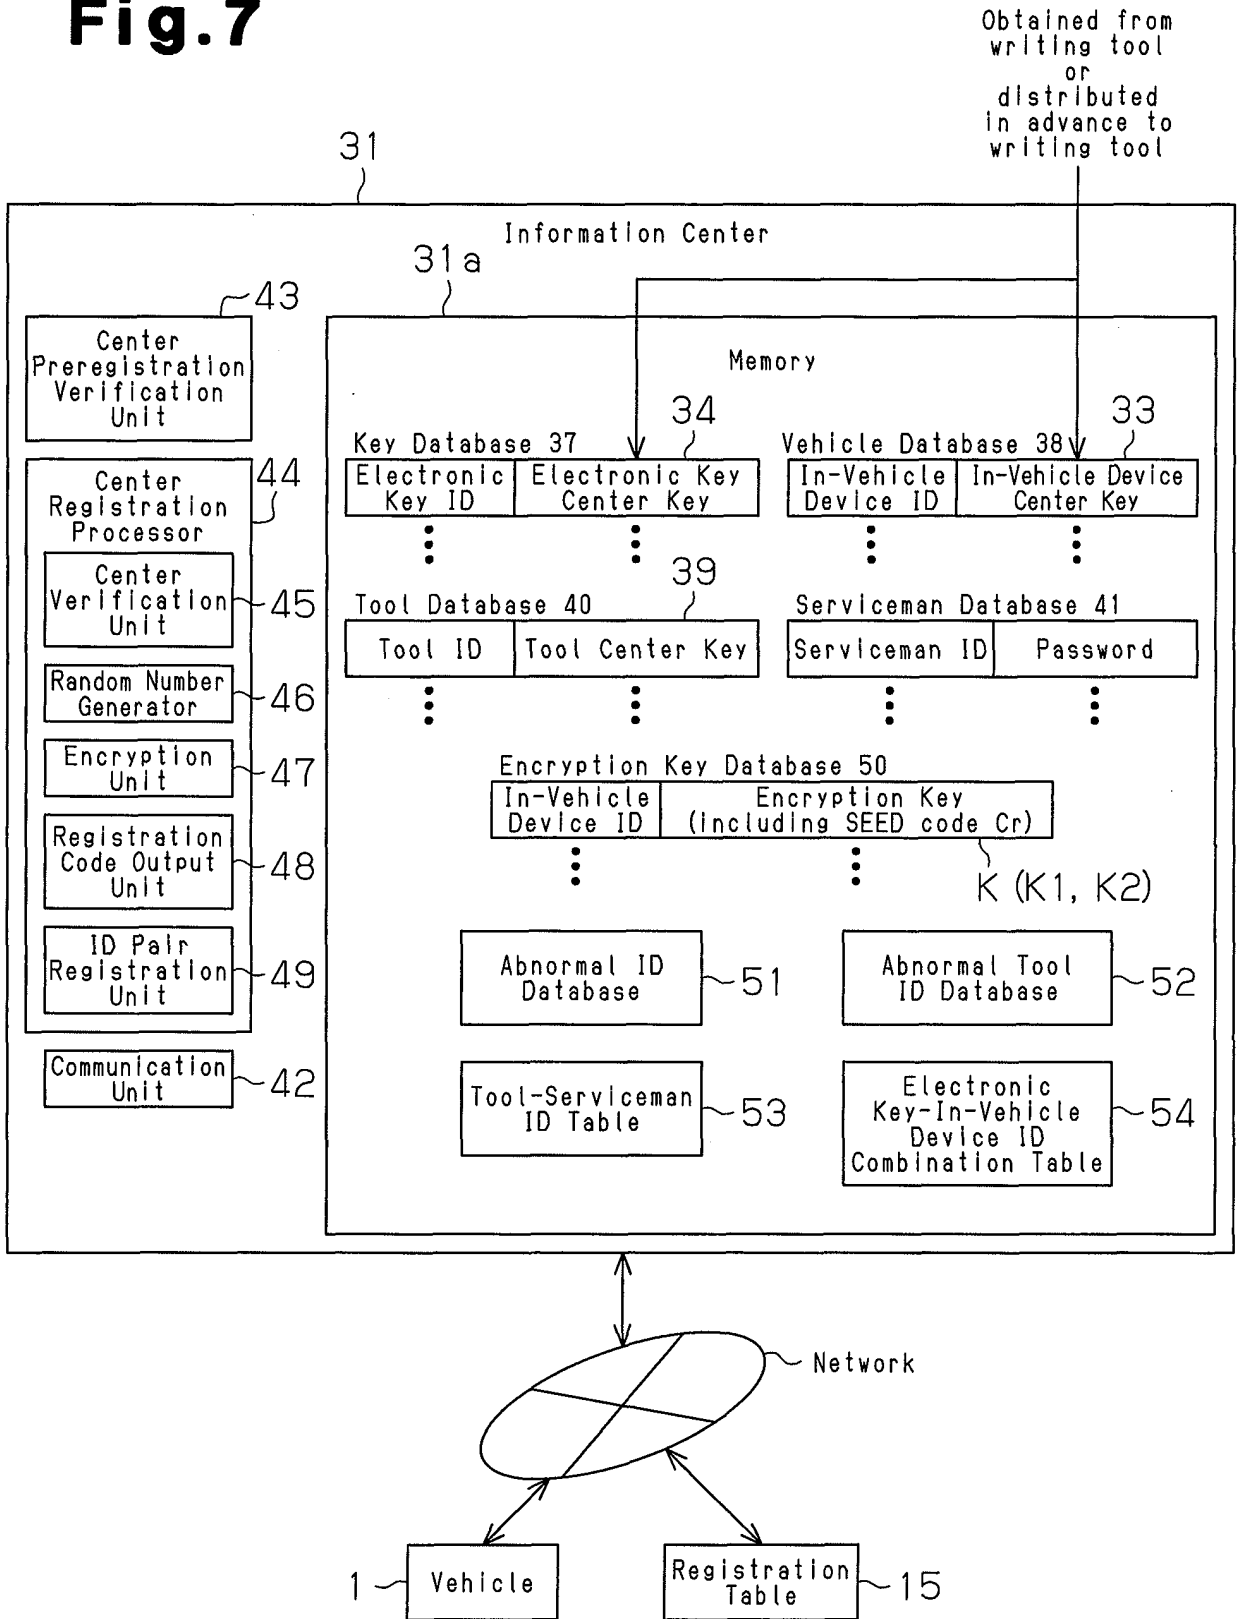 Fig.7
Obtained from
writing tool
or
distributed
in advance to
writing tool
31
Information Center
31a
43
Center
Preregistration
Verification
Unit
Memory
34
33
Key Database 37
Vehicle Database 38
44
Center
Registration
Processor
Electronic
Key ID
Electronic Key
Center Key
In-Vehicle
Device ID
In-Vehicle Device
Center Key
Center
Verification
Unit
45
39
Tool Database 40
Serviceman Database 41
Tool ID
Tool Center Key
Serviceman ID
Password
Random Number
Generator
46
Encryption
Unit
47
Encryption Key Database 50
In-Vehicle
Device ID
Encryption Key
(including SEED code Cr)
K (K1, K2)
Registration
Code Output
Unit
48
ID Pair
Registration
Unit
49
Abnormal ID
Database
51
Abnormal Tool
ID Database
52
Communication
Unit
42
Tool-Serviceman
ID Table
53
Electronic
Key-In-Vehicle
Device ID
Combination Table
54
Network
1
Vehicle
Registration
Table
15